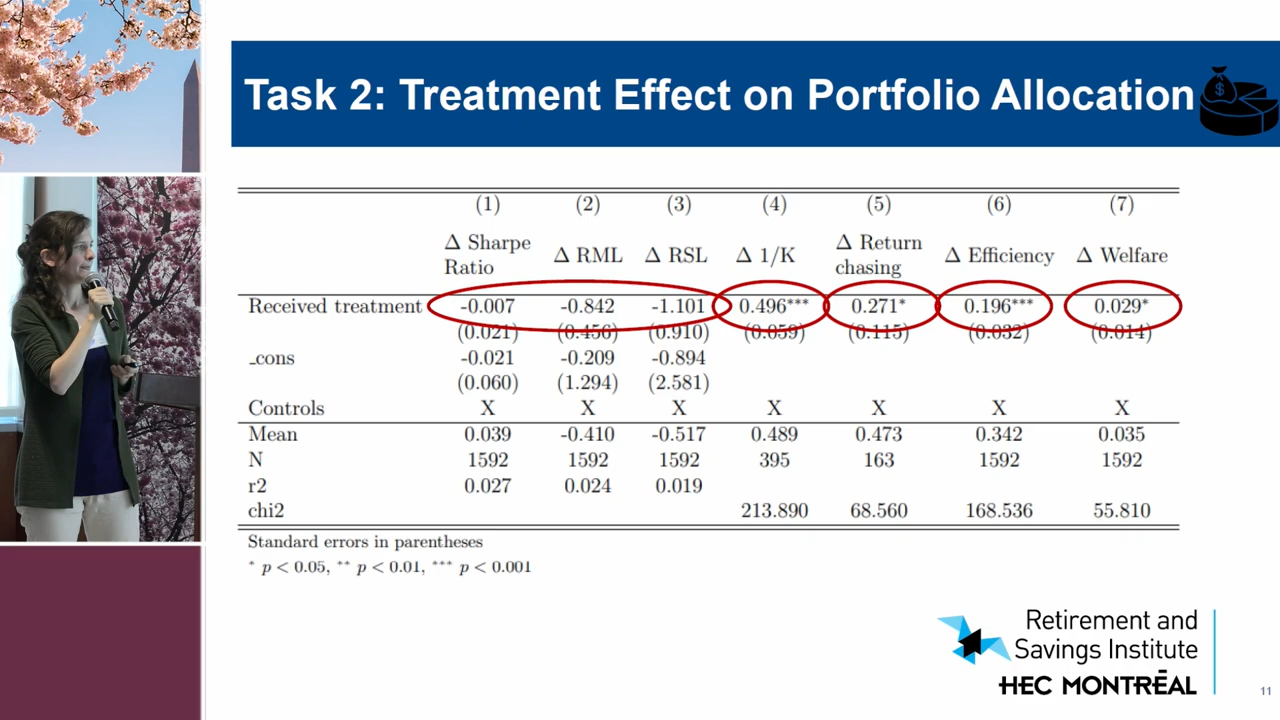 Task 2: Treatment Effect on Portfolio Allocation
$
(1) (2) (3) (4) (5) (6) (7)
Δ Sharpe Ratio Δ RML Δ RSL Δ 1/K Δ Return chasing Δ Efficiency Δ Welfare
Received treatment -0.007 -0.842 -1.101 0.496*** 0.271* 0.196*** 0.029*
(0.021) (0.456) (0.910) (0.059) (0.115) (0.032) (0.014)
_cons -0.021 -0.209 -0.894
(0.060) (1.294) (2.581)
Controls X X X X X X X
Mean 0.039 -0.410 -0.517 0.489 0.473 0.342 0.035
N 1592 1592 1592 395 163 1592 1592
r2 0.027 0.024 0.019
chi2 213.890 68.560 168.536 55.810
Standard errors in parentheses
* p < 0.05, ** p < 0.01, *** p < 0.001
Retirement and
Savings Institute
HEC MONTRĒAL
11